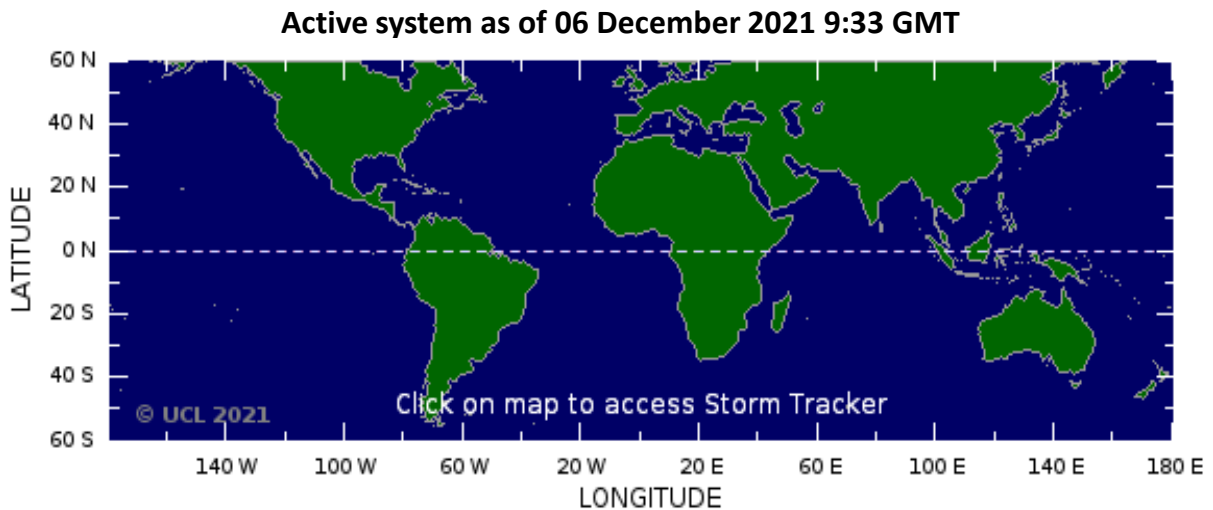 Active system as of 06 December 2021 9:33 GMT
60 N
40 N
20 N
0 N
20 S
40 S
60 S
LATITUDE
Click on map to access Storm Tracker
© UCL 2021
140 W 100 W 60 W 20 W 20 E 60 E 100 E 140 E 180 E
LONGITUDE